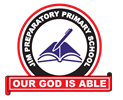 JIM PREPARATORY PRIMARY SCHOOL
OUR GOD IS ABLE